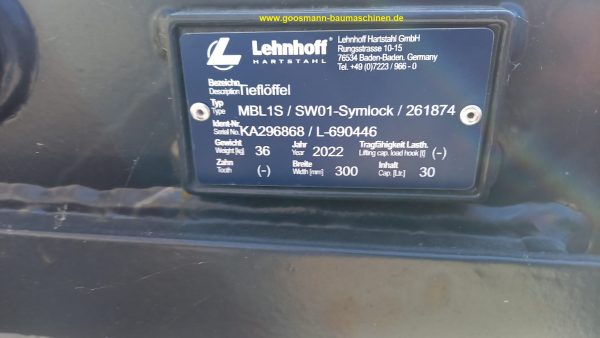 www.goosmann-baumaschinen.de
Lehnhoff
HARTSTAHL
Lehnhoff Hartstahl GmbH
Rungsstrasse 10-15
76534 Baden-Baden, Germany
Tel. +49 (0)7223 / 966 - 0
Bezeichn.
Description Tieflöffel
Typ
Type MBL1S / SW01-Symlock / 261874
Ident-Nr.
Serial No. KA296868 / L-690446
Gewicht Jahr Tragfähigkeit Lasth.
Weight [kg] 36 Year 2022 Lifting cap. load hook [t] (-)
Zahn Breite Inhalt
Tooth (-) Width [mm] 300 Cap. [Ltr.] 30